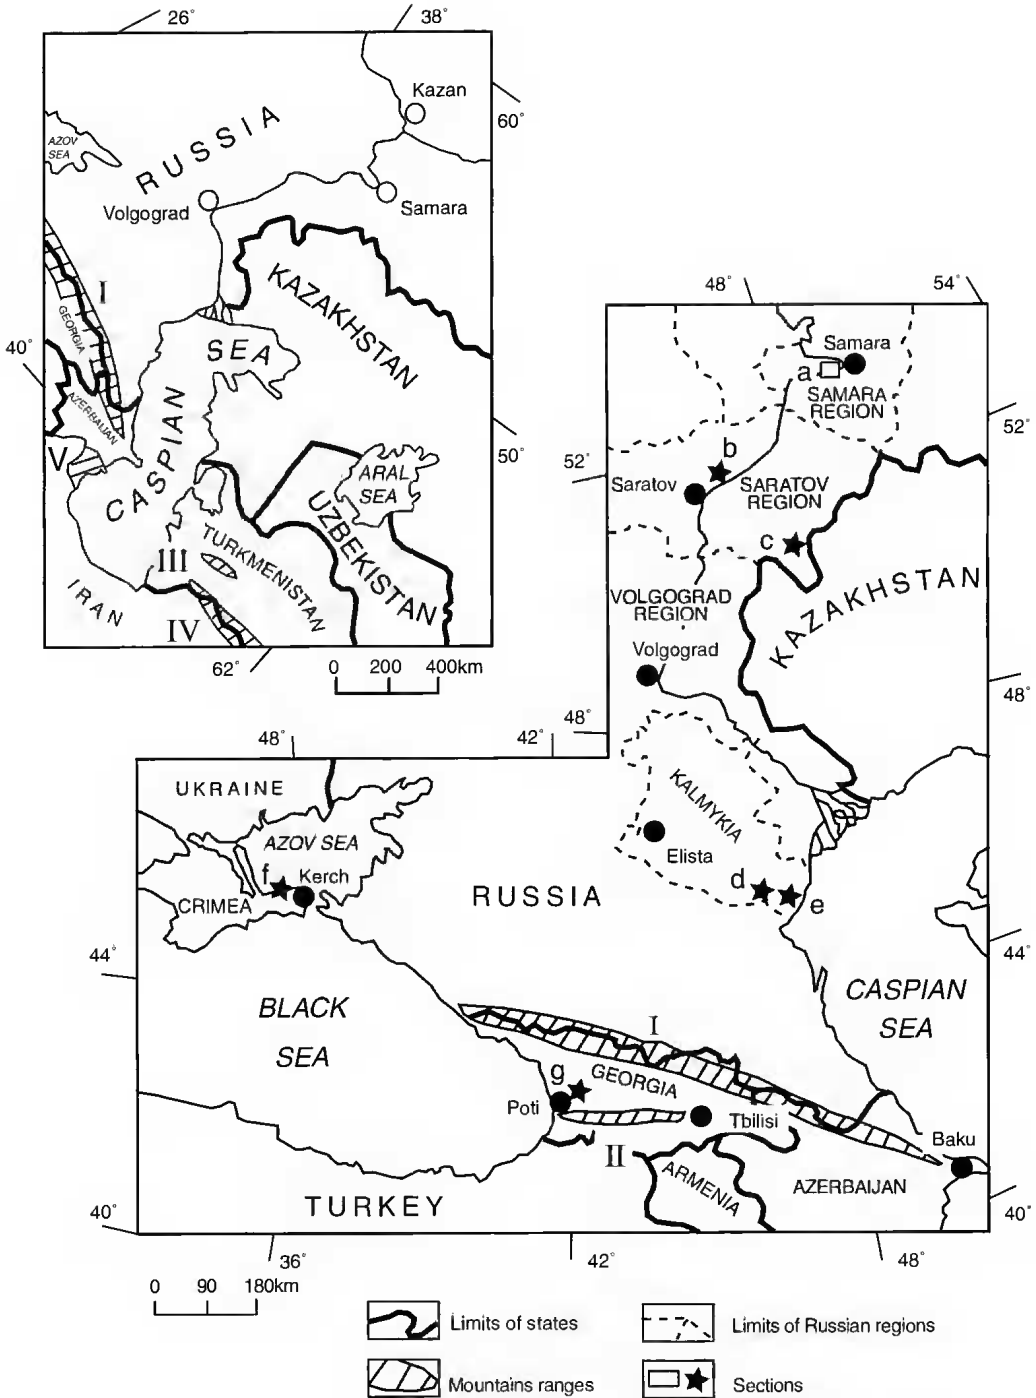 26°
38°
Kazan
60°
AZOV
SEA
RUSSIA
Volgograd
Samara
I
GEORGIA
KAZAKHSTAN
40°
AZERBAIJAN
CASPIAN
SEA
V
50°
ARAL
SEA
UZBEKISTAN
TURKMENISTAN
III
IRAN
IV
62°
0 200 400km
48°
54°
Samara
a
SAMARA
REGION
52°
b
52°
Saratov
SARATOV
REGION
c
VOLGOGRAD
REGION
KAZAKHSTAN
Volgograd
48°
48°
42°
48°
UKRAINE
AZOV SEA
KALMYKIA
Elista
f
Kerch
CRIMEA
RUSSIA
d
e
44°
44°
BLACK
SEA
CASPIAN
SEA
I
g
GEORGIA
Poti
Tbilisi
II
Baku
ARMENIA
AZERBAIJAN
TURKEY
40°
40°
36°
42°
48°
0 90 180km
Limits of states
Limits of Russian regions
Mountains ranges
Sections